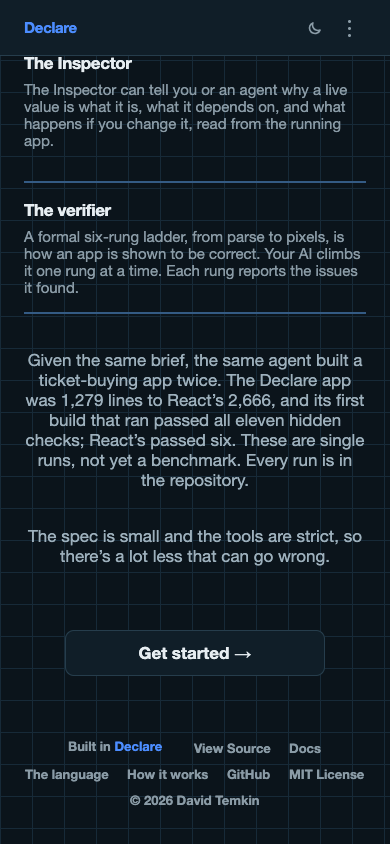 Declare
The Inspector
The Inspector can tell you or an agent why a live
value is what it is, what it depends on, and what
happens if you change it, read from the running
app.
The verifier
A formal six-rung ladder, from parse to pixels, is
how an app is shown to be correct. Your AI climbs
it one rung at a time. Each rung reports the issues
it found.
Given the same brief, the same agent built a
ticket-buying app twice. The Declare app
was 1,279 lines to React’s 2,666, and its first
build that ran passed all eleven hidden
checks; React’s passed six. These are single
runs, not yet a benchmark. Every run is in
the repository.
The spec is small and the tools are strict, so
there’s a lot less that can go wrong.
Get started →
Built in Declare View Source Docs
The language How it works GitHub MIT License
© 2026 David Temkin